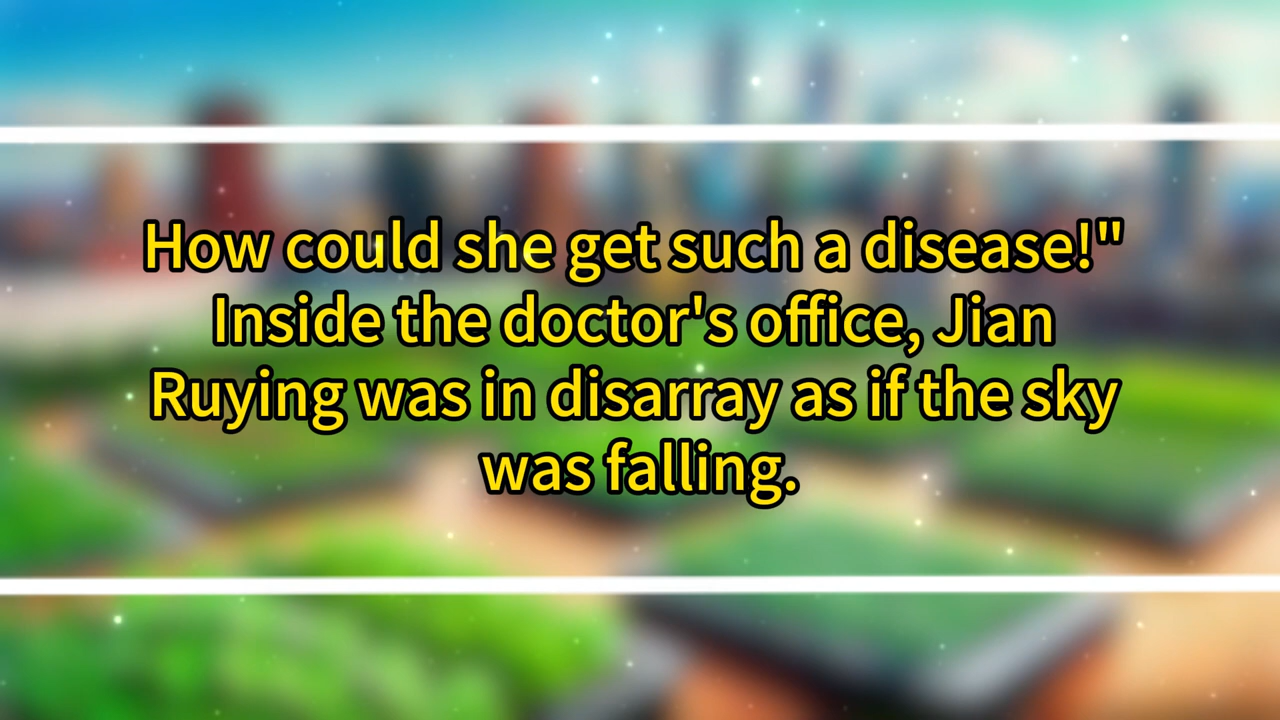 How could she get such a disease!"
Inside the doctor's office, Jian
Ruying was in disarray as if the sky
was falling.